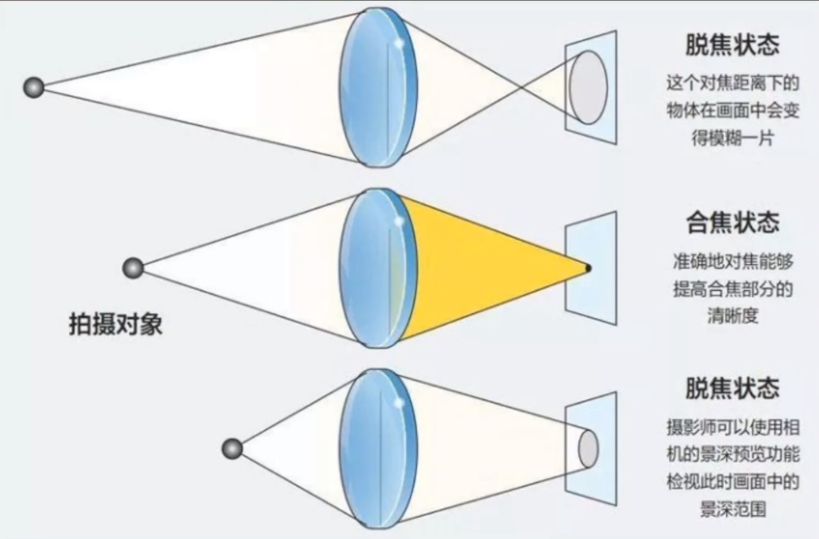 脱焦状态
这个对焦距离下的
物体在画面中会变
得模糊一片
合焦状态
准确地对焦能够
提高合焦部分的
清晰度
拍摄对象
脱焦状态
摄影师可以使用相
机的景深预览功能
检视此时画面中的
景深范围